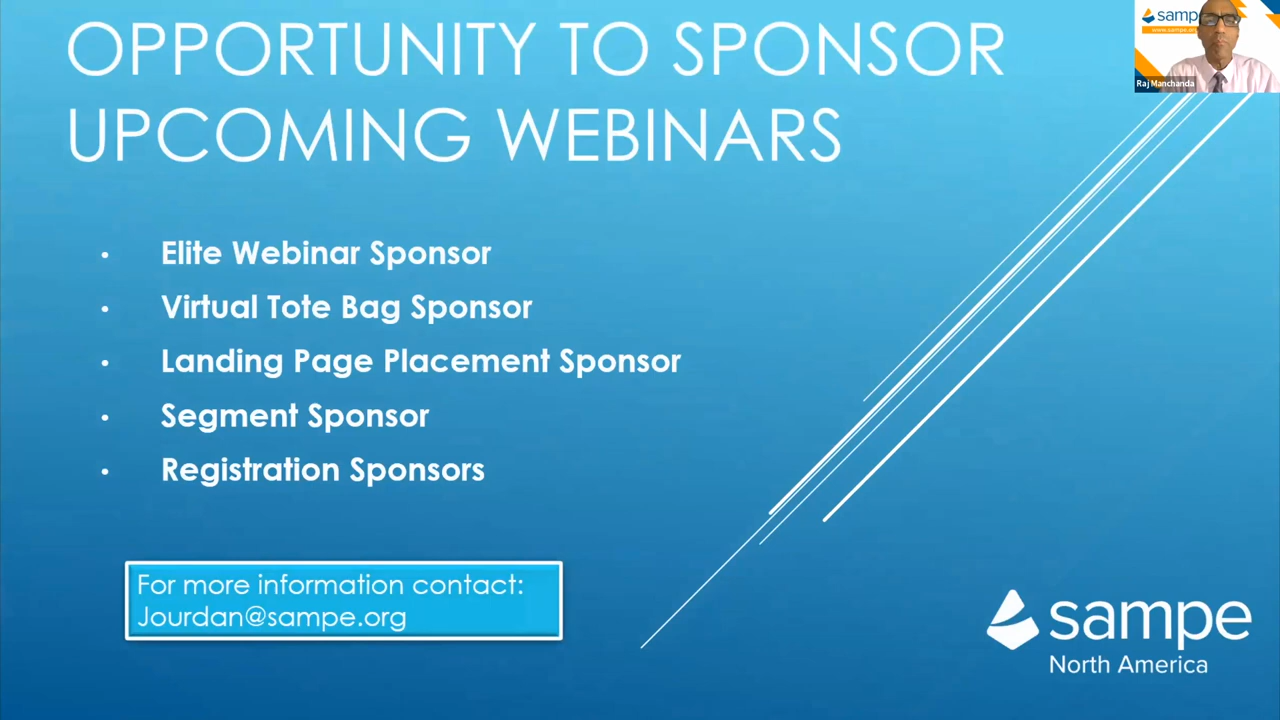 OPPORTUNITY TO SPONSOR
UPCOMING WEBINARS
• Elite Webinar Sponsor
• Virtual Tote Bag Sponsor
• Landing Page Placement Sponsor
• Segment Sponsor
• Registration Sponsors
For more information contact:
Jourdan@sampe.org
sampe
North America
Raj Manchanda